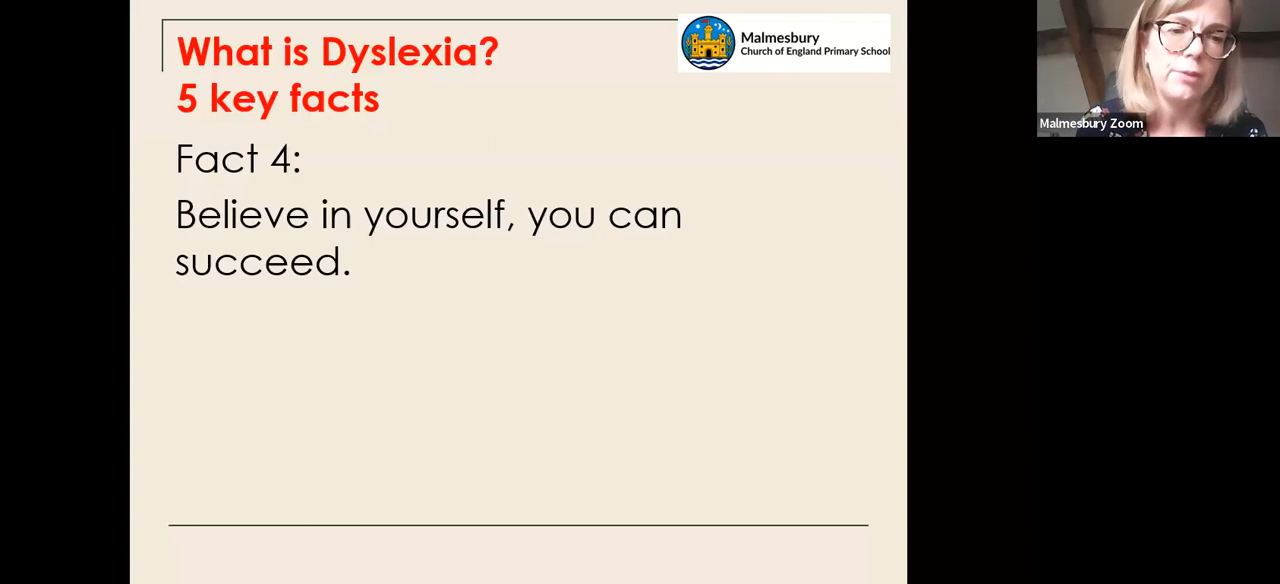 What is Dyslexia?
5 key facts
Malmesbury
Church of England Primary School
Fact 4:
Believe in yourself, you can
succeed.
Malmesbury Zoom